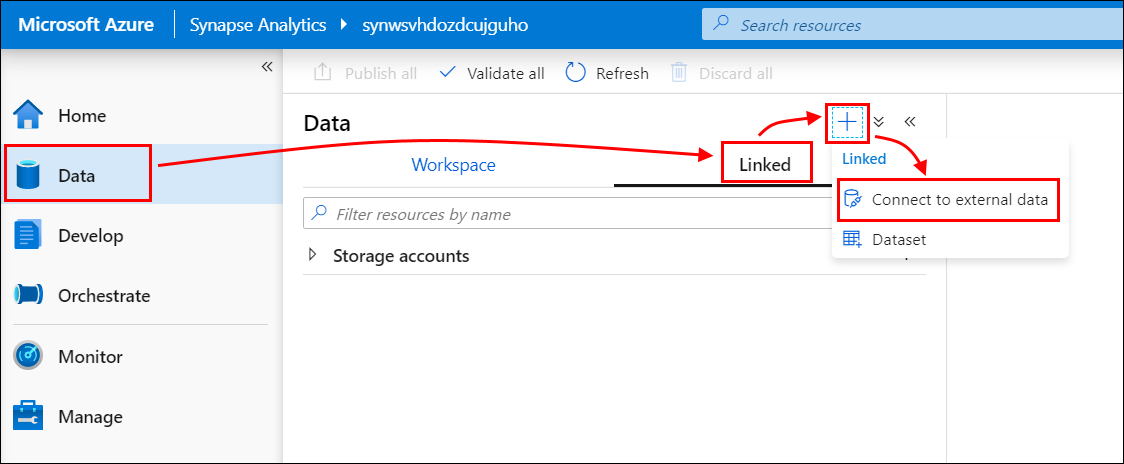 Microsoft Azure
Synapse Analytics
synwsvhdozdcujguho
Search resources
Publish all
Validate all
Refresh
Discard all
Home
Data
Develop
Orchestrate
Monitor
Manage
Data
Workspace
Linked
Filter resources by name
Storage accounts
Linked
Connect to external data
Dataset